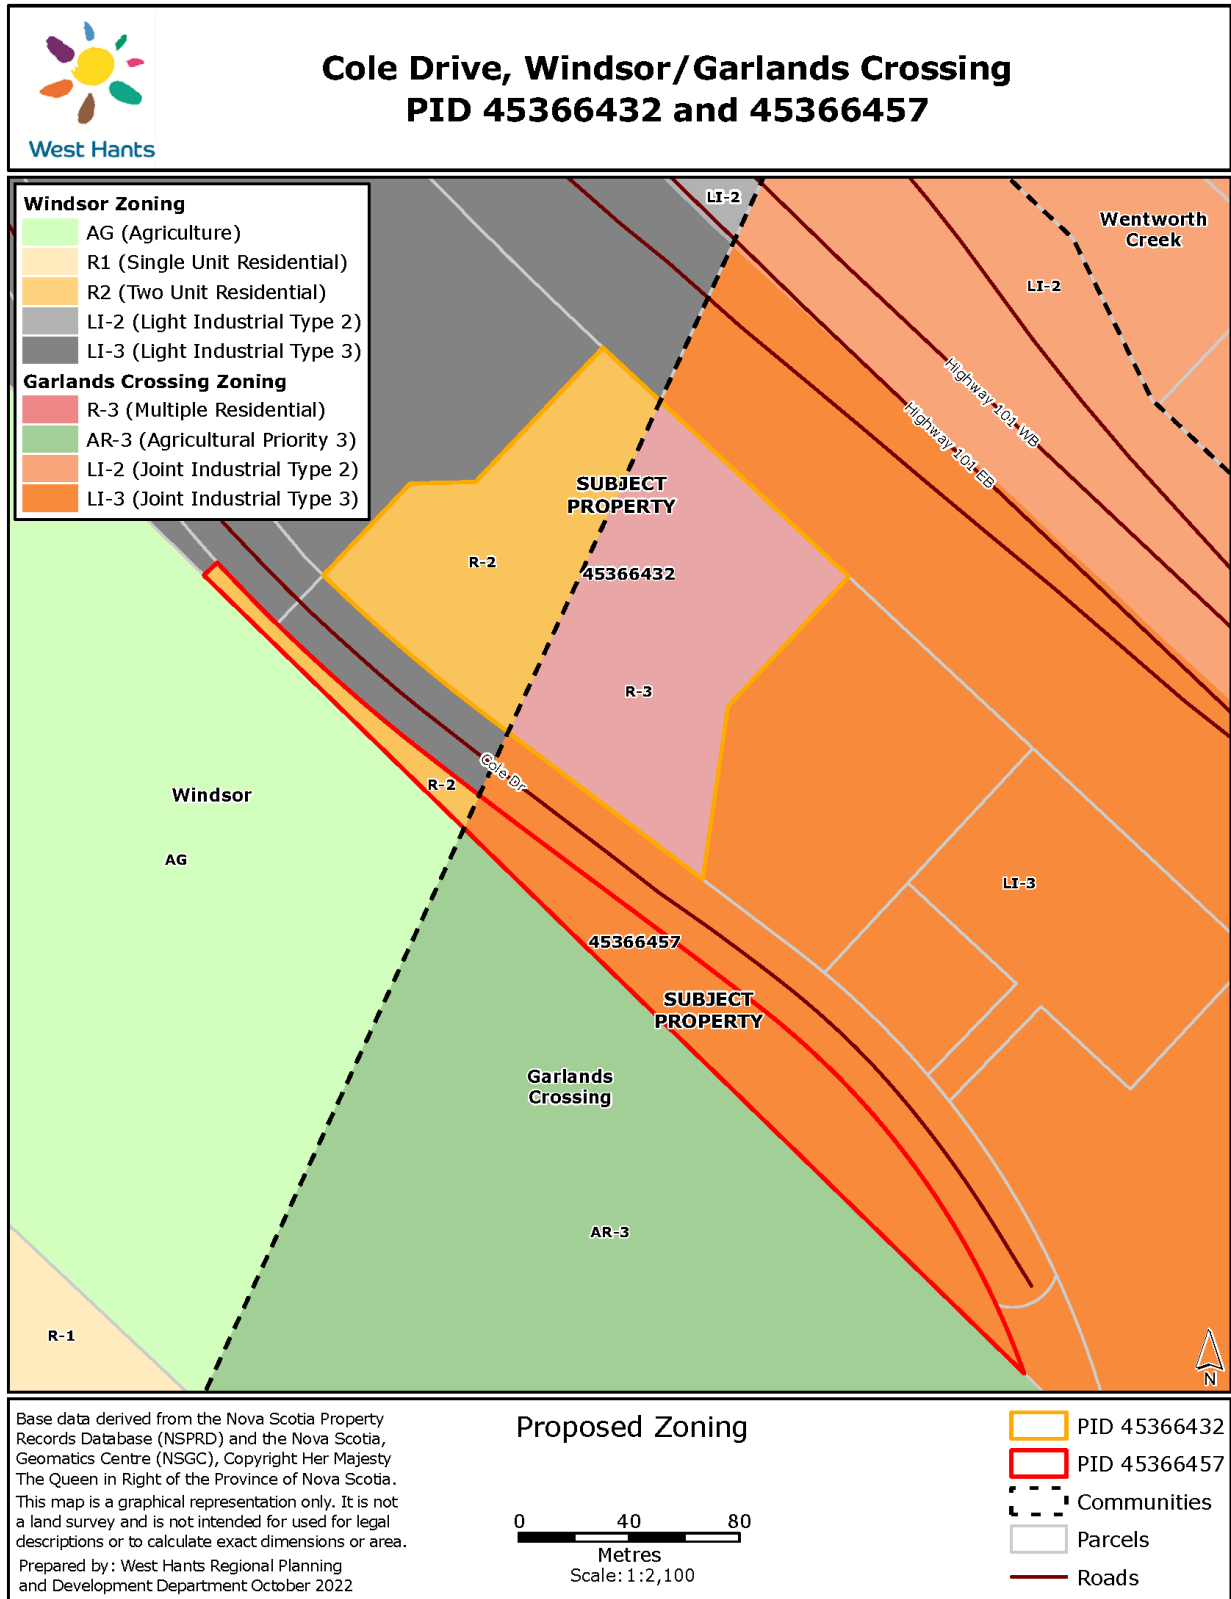 West Hants
Cole Drive, Windsor/Garlands Crossing
PID 45366432 and 45366457
Windsor Zoning
AG (Agriculture)
R1 (Single Unit Residential)
R2 (Two Unit Residential)
LI-2 (Light Industrial Type 2)
LI-3 (Light Industrial Type 3)
Garlands Crossing Zoning
R-3 (Multiple Residential)
AR-3 (Agricultural Priority 3)
LI-2 (Joint Industrial Type 2)
LI-3 (Joint Industrial Type 3)
LI-2
Wentworth
Creek
LI-2
Highway 101 WB
Highway 101 EB
SUBJECT
PROPERTY
R-2
45366432
R-3
Cole Dr
R-2
Windsor
AG
LI-3
45366457
SUBJECT
PROPERTY
Garlands
Crossing
AR-3
R-1
N
Base data derived from the Nova Scotia Property
Records Database (NSPRD) and the Nova Scotia,
Geomatics Centre (NSGC), Copyright Her Majesty
The Queen in Right of the Province of Nova Scotia.
This map is a graphical representation only. It is not
a land survey and is not intended for used for legal
descriptions or to calculate exact dimensions or area.
Prepared by: West Hants Regional Planning
and Development Department October 2022
Proposed Zoning
0 40 80
Metres
Scale: 1:2,100
PID 45366432
PID 45366457
Communities
Parcels
Roads